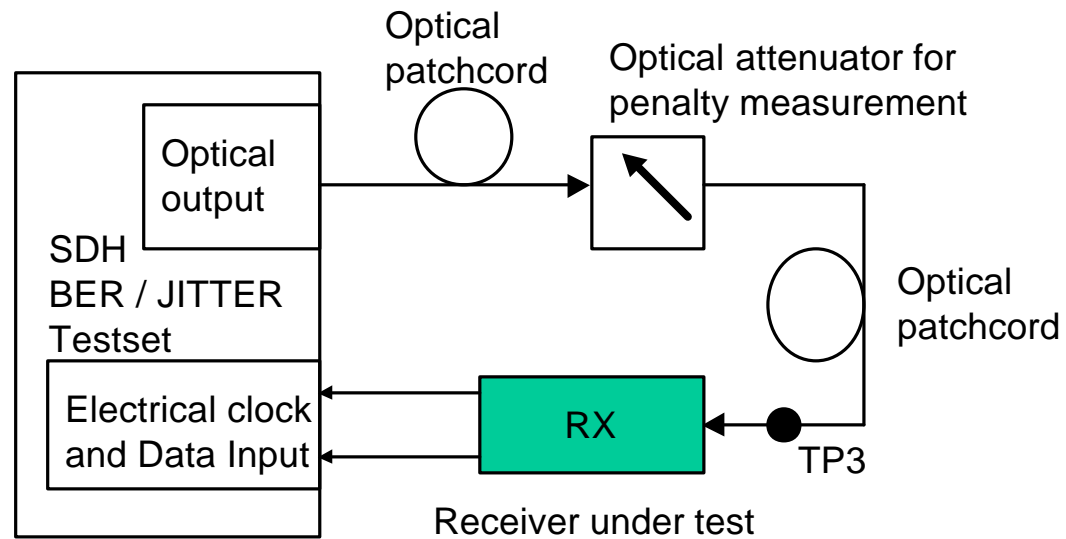 Optical
patchcord
Optical attenuator for
penalty measurement
Optical
output
SDH
BER / JITTER
Testset
Optical
patchcord
Electrical clock
and Data Input
RX
TP3
Receiver under test